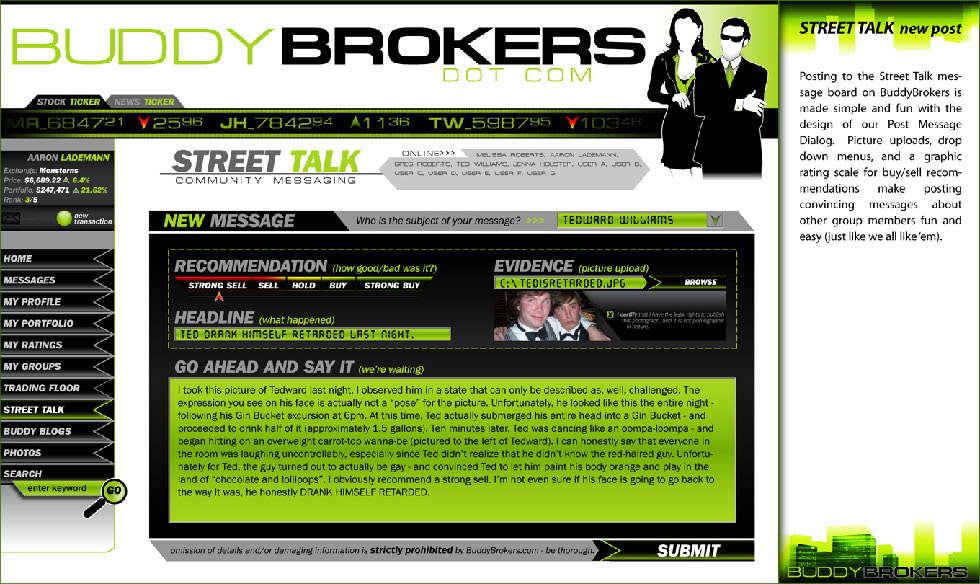 BUDDYBROKERS
DOT COM
STOCK TICKER
NEWS TICKER
MR_684721 2596 JH_784294 1136 TW_598795 10348
AARON LADEMANN
Exchange: Monsterns
Price: $6,689.22 6.4%
Portfolio: $247,471 21.62%
Rank: 3/5
new
transaction
STREET TALK
COMMUNITY MESSAGING
ONLINE>>> MELISSA ROBERTS, AARON LADEMANN,
GREG ROBERTS, TED WILLIAMS, JENNA HOLSTER, USER A, USER B,
USER C, USER D, USER E, USER F, USER G
HOME
MESSAGES
MY PROFILE
MY PORTFOLIO
MY RATINGS
MY GROUPS
TRADING FLOOR
STREET TALK
BUDDY BLOGS
PHOTOS
SEARCH
enter keyword
GO
NEW MESSAGE
Who is the subject of your message? >>>
TEDWARD WILLIAMS
RECOMMENDATION (how good/bad was it?)
STRONG SELL SELL HOLD BUY STRONG BUY
HEADLINE (what happened)
TED DRANK HIMSELF RETARDED LAST NIGHT.
EVIDENCE (picture upload)
C:\TEDISRETARDED.JPG
BROWSE
I certify that I have the legal rights to publish
this photograph, and it is not pornographic
in nature.
GO AHEAD AND SAY IT (we're waiting)
I took this picture of Tedward last night. I observed him in a state that can only be described as, well, challenged. The
expression you see on his face is actually not a "pose" for the picture. Unfortunately, he looked like this the entire night -
following his Gin Bucket excursion at 6pm. At this time, Ted actually submerged his entire head into a Gin Bucket - and
proceeded to drink half of it (approximately 1.5 gallons). Ten minutes later, Ted was dancing like an oompa-loompa - and
began hitting on an overweight carrot-top wanna-be (pictured to the left of Tedward). I can honestly say that everyone in
the room was laughing uncontrollably, especially since Ted didn't realize that he didn't know the red-haired guy. Unfortu-
nately for Ted, the guy turned out to actually be gay - and convinced Ted to let him paint his body orange and play in the
land of "chocolate and lollipops". I obviously recommend a strong sell. I'm not even sure if his face is going to go back to
the way it was, he honestly DRANK HIMSELF RETARDED.
omission of details and/or damaging information is strictly prohibited by BuddyBrokers.com - be thorough.
SUBMIT
STREET TALK new post
Posting to the Street Talk mes-
sage board on BuddyBrokers is
made simple and fun with the
design of our Post Message
Dialog. Picture uploads, drop
down menus, and a graphic
rating scale for buy/sell recom-
mendations make posting
convincing messages about
other group members fun and
easy (just like we all like 'em).
BUDDYBROKERS